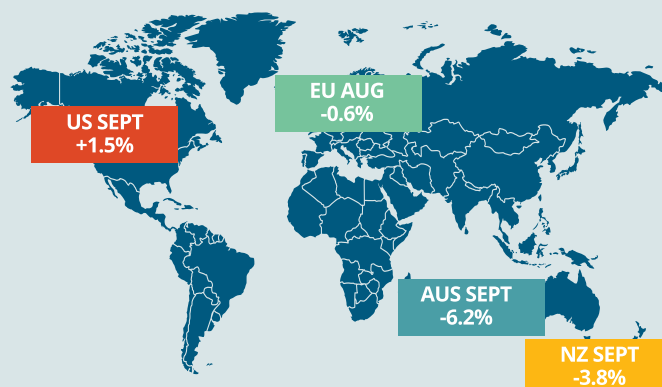 EU AUG
-0.6%
US SEPT
+1.5%
AUS SEPT
-6.2%
NZ SEPT
-3.8%